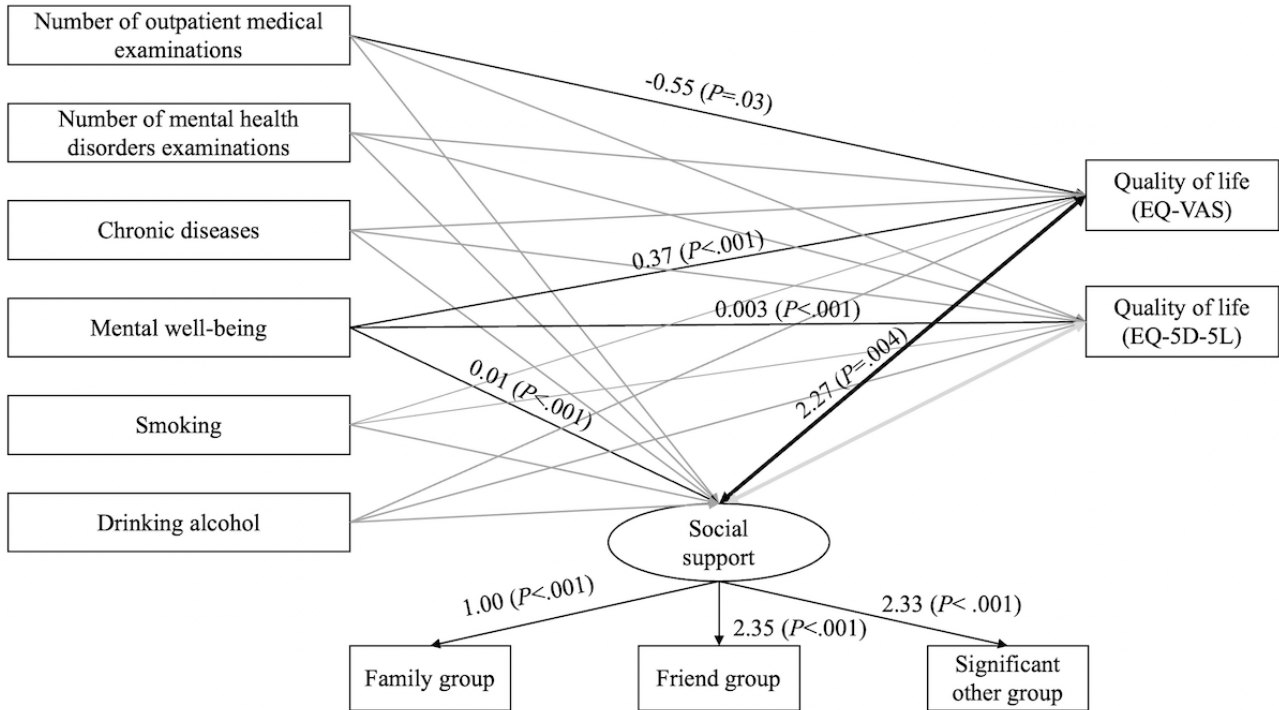 Number of outpatient medical
examinations
Number of mental health
disorders examinations
Chronic diseases
Mental well-being
Smoking
Drinking alcohol
-0.55 (P=.03)
0.37 (P<.001)
0.003 (P<.001)
0.01 (P<.001)
2.27 (P=.004)
Quality of life
(EQ-VAS)
Quality of life
(EQ-5D-5L)
Social
support
1.00 (P<.001)
2.35 (P<.001)
2.33 (P< .001)
Family group
Friend group
Significant
other group